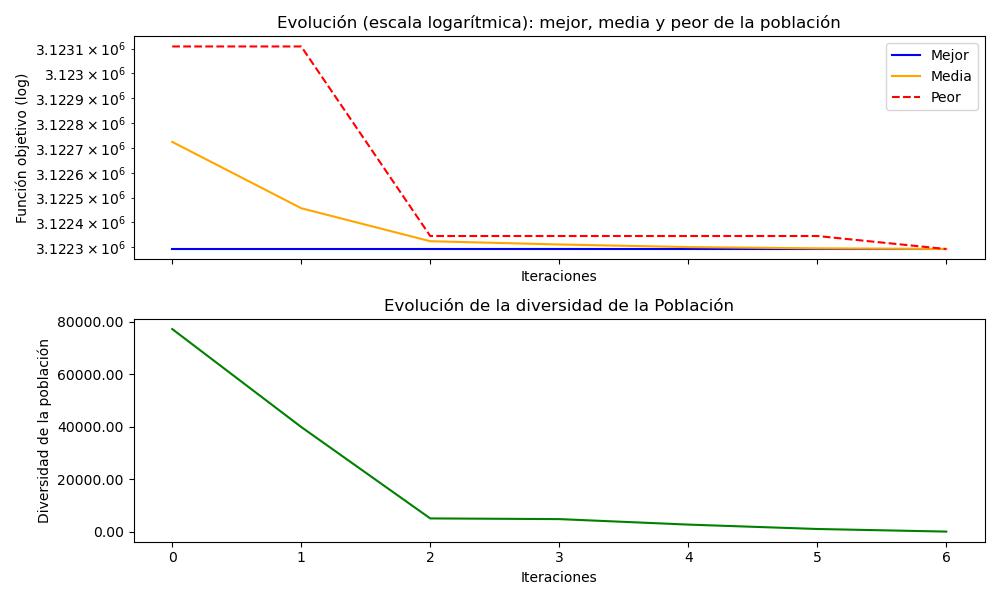 Evolución (escala logarítmica): mejor, media y peor de la población
Función objetivo (log)
3.1231 × 10⁶
3.123 × 10⁶
3.1229 × 10⁶
3.1228 × 10⁶
3.1227 × 10⁶
3.1226 × 10⁶
3.1225 × 10⁶
3.1224 × 10⁶
3.1223 × 10⁶
Mejor
Media
Peor
Iteraciones
Evolución de la diversidad de la Población
Diversidad de la población
80000.00
60000.00
40000.00
20000.00
0.00
0 1 2 3 4 5 6
Iteraciones